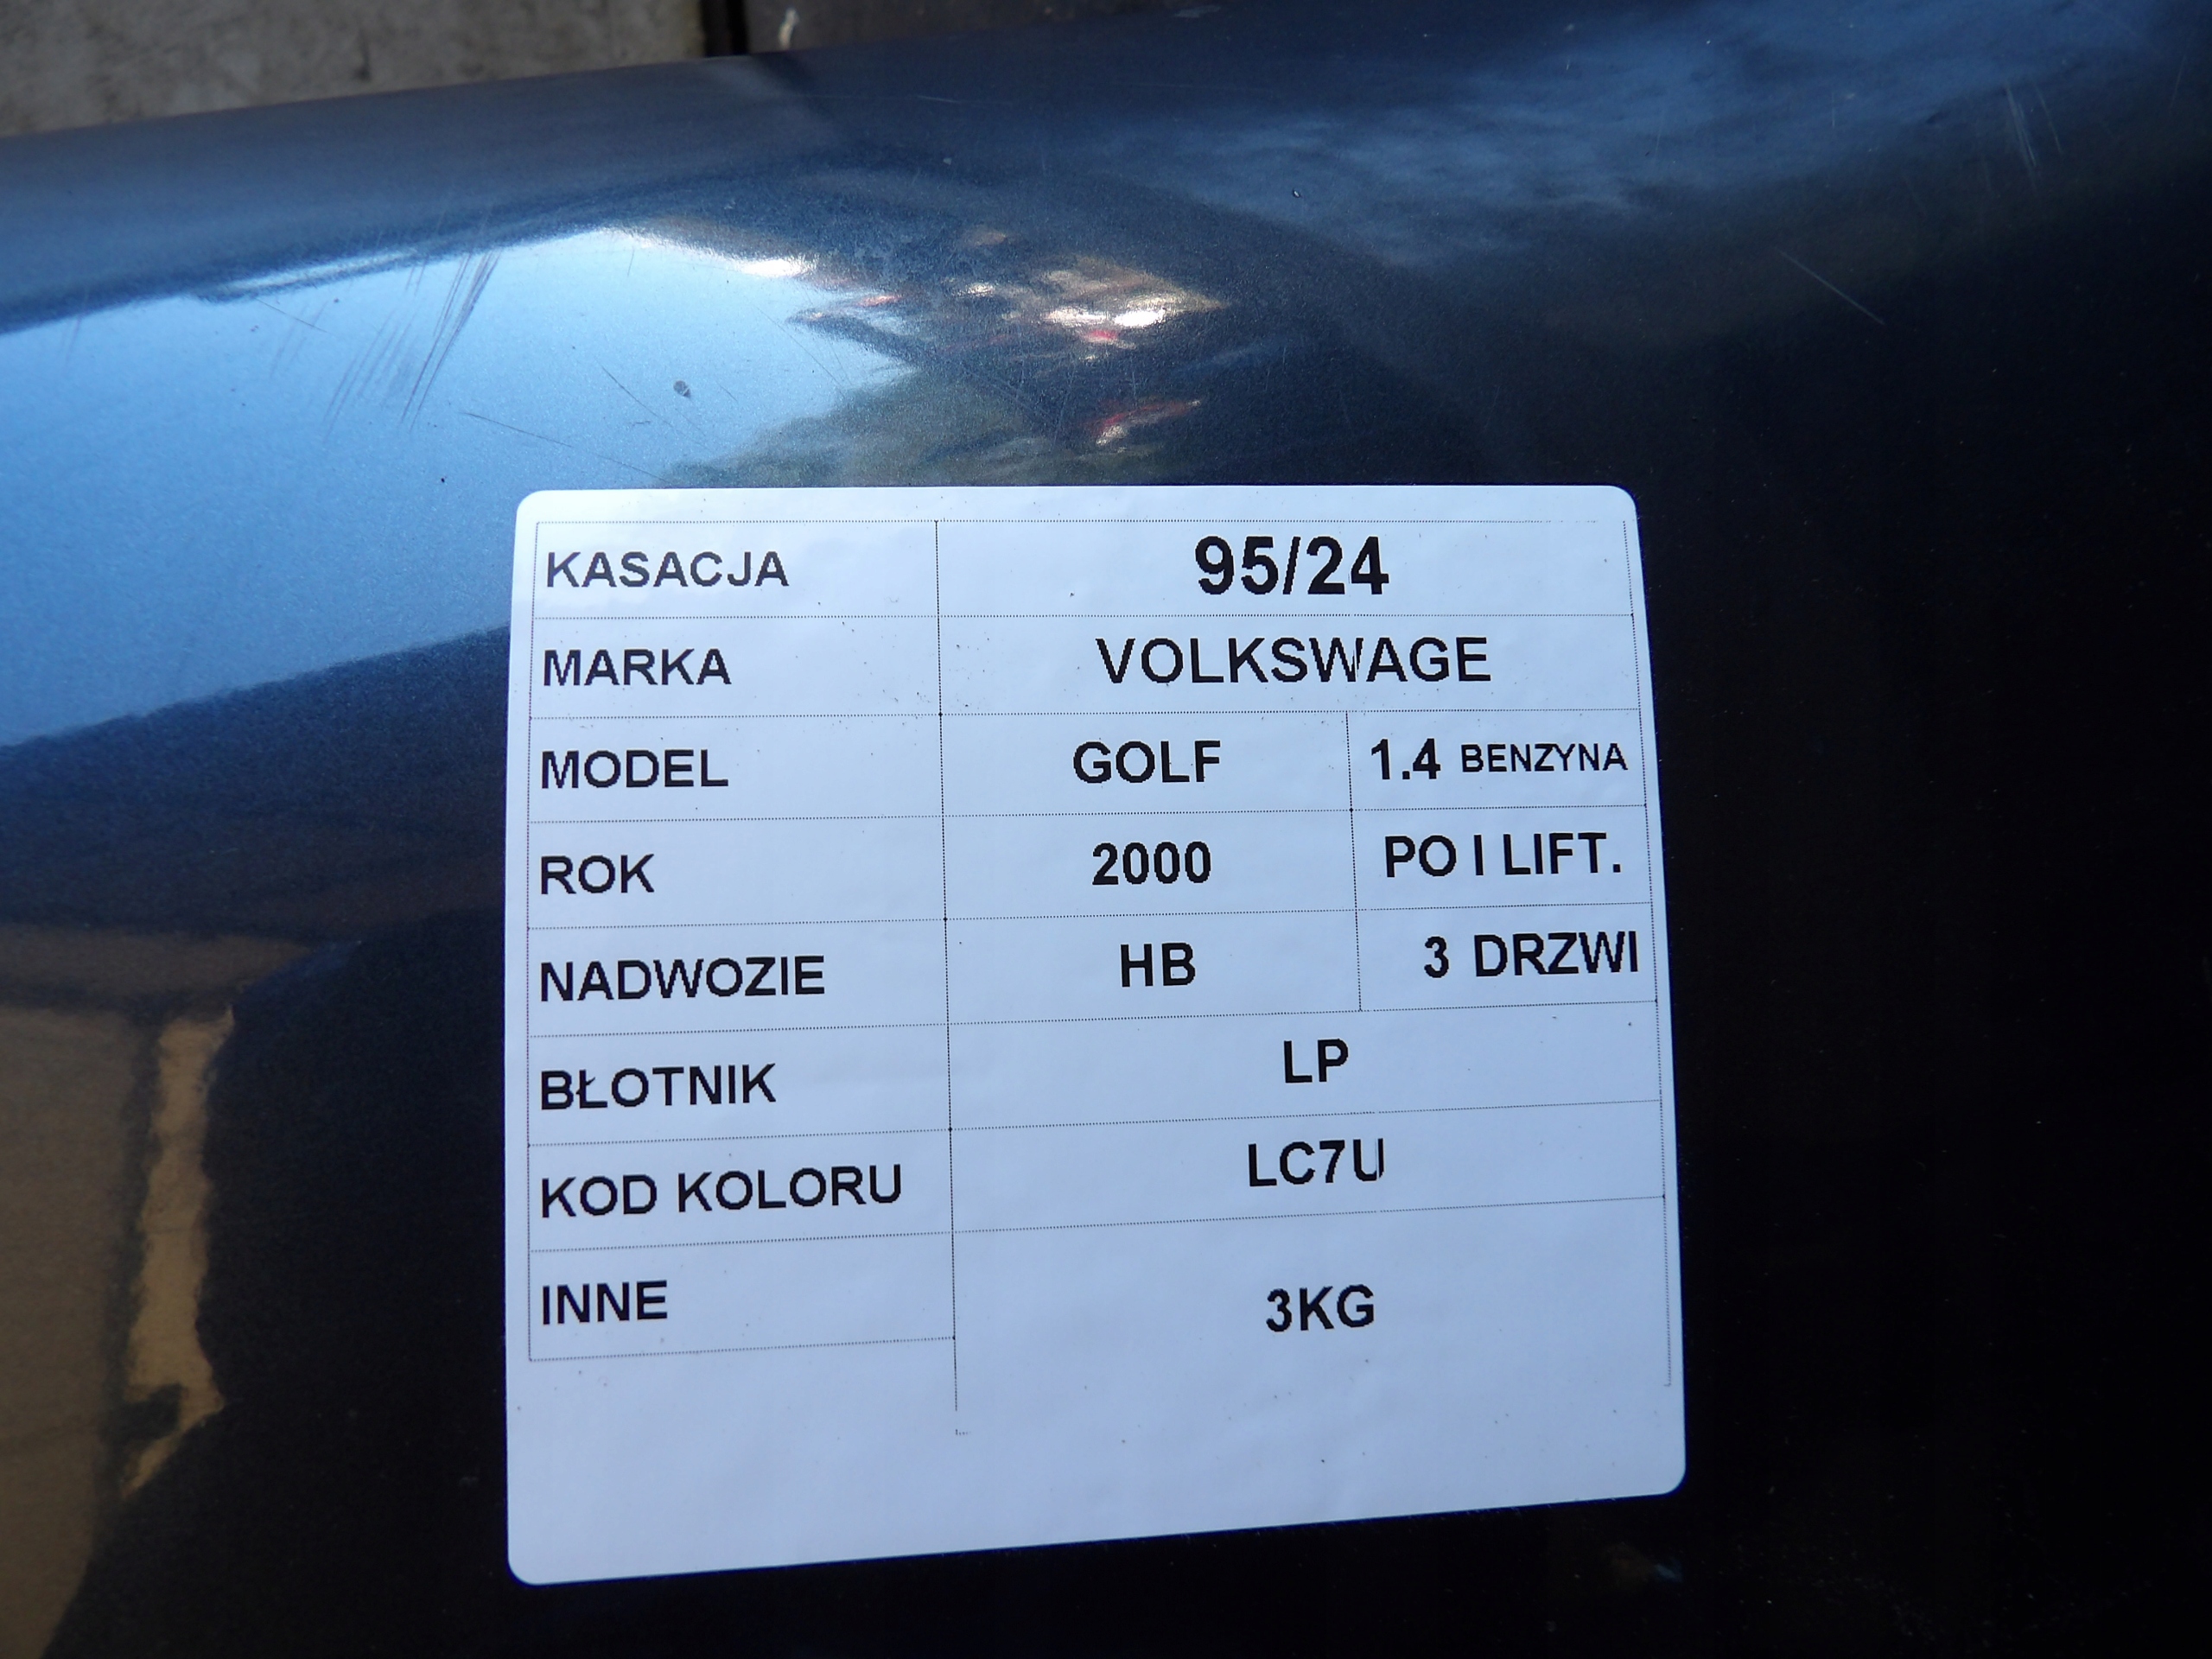 KASACJA 95/24
MARKA VOLKSWAGE
MODEL GOLF 1.4 BENZYNA
ROK 2000 PO I LIFT.
NADWOZIE HB 3 DRZWI
BŁOTNIK LP
KOD KOLORU LC7U
INNE 3KG